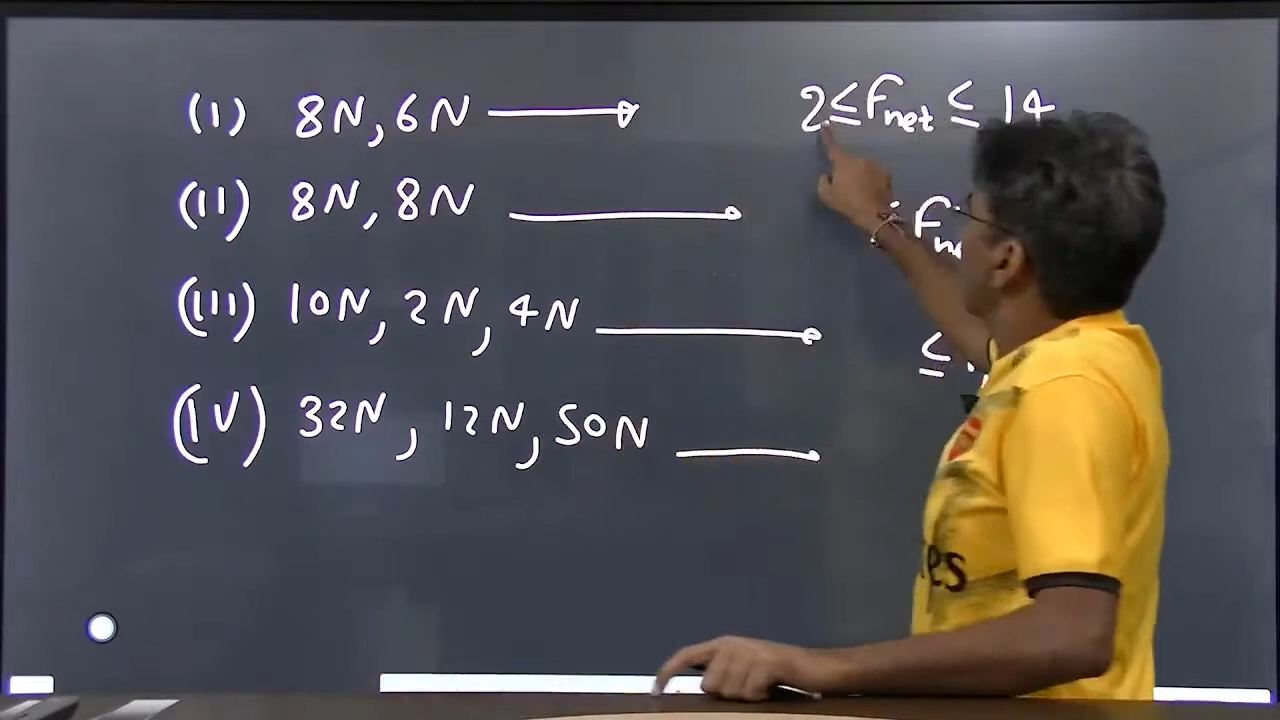 (I) 8N, 6N 2 ≤ Fnet ≤ 14
(II) 8N, 8N
(III) 10N, 2N, 4N ≤
(IV) 32N, 12N, 50N